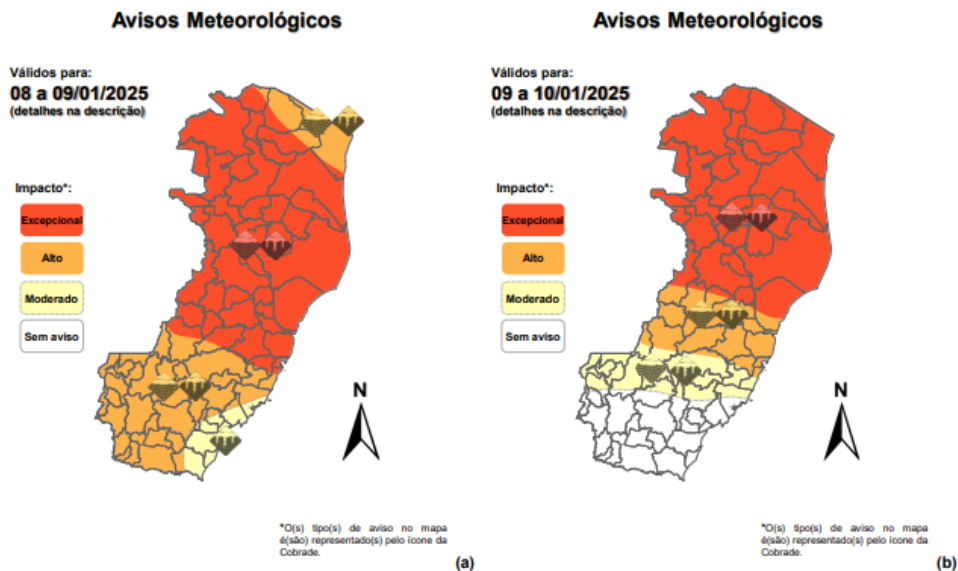 Avisos Meteorológicos
Válidos para:
08 a 09/01/2025
(detalhes na descrição)
Impacto*:
Excepcional
Alto
Moderado
Sem aviso
N
*O(s) tipo(s) de aviso no mapa
é(são) representado(s) pelo ícone da
Cobrade.
(a)
Avisos Meteorológicos
Válidos para:
09 a 10/01/2025
(detalhes na descrição)
Impacto*:
Excepcional
Alto
Moderado
Sem aviso
N
*O(s) tipo(s) de aviso no mapa
é(são) representado(s) pelo ícone da
Cobrade.
(b)